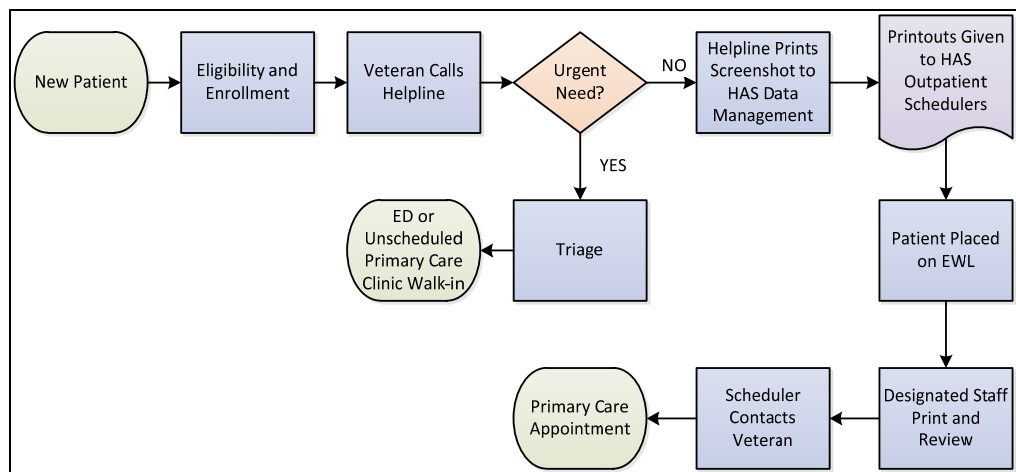 New Patient
Eligibility and
Enrollment
Veteran Calls
Helpline
Urgent
Need?
NO
Helpline Prints
Screenshot to
HAS Data
Management
Printouts Given
to HAS
Outpatient
Schedulers
YES
ED or
Unscheduled
Primary Care
Clinic Walk-in
Triage
Patient Placed
on EWL
Primary Care
Appointment
Scheduler
Contacts
Veteran
Designated Staff
Print and
Review